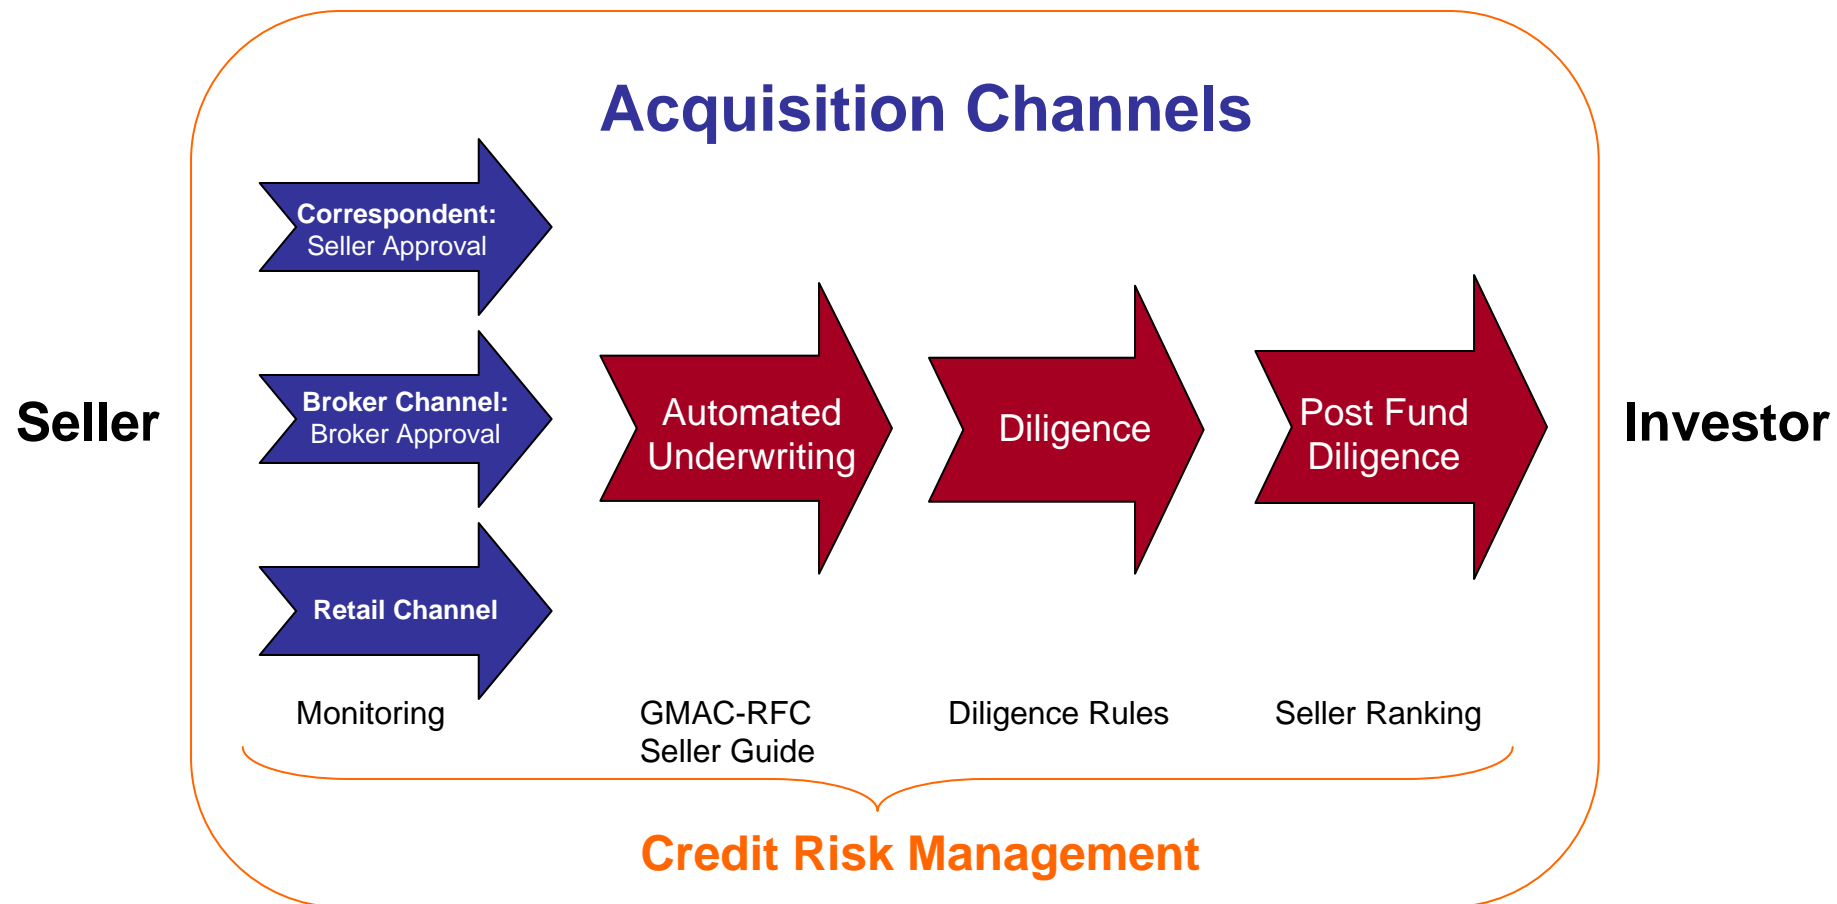 Acquisition Channels
Seller
Correspondent:
Seller Approval
Broker Channel:
Broker Approval
Retail Channel
Automated
Underwriting
Diligence
Post Fund
Diligence
Investor
Monitoring
GMAC-RFC
Seller Guide
Diligence Rules
Seller Ranking
Credit Risk Management